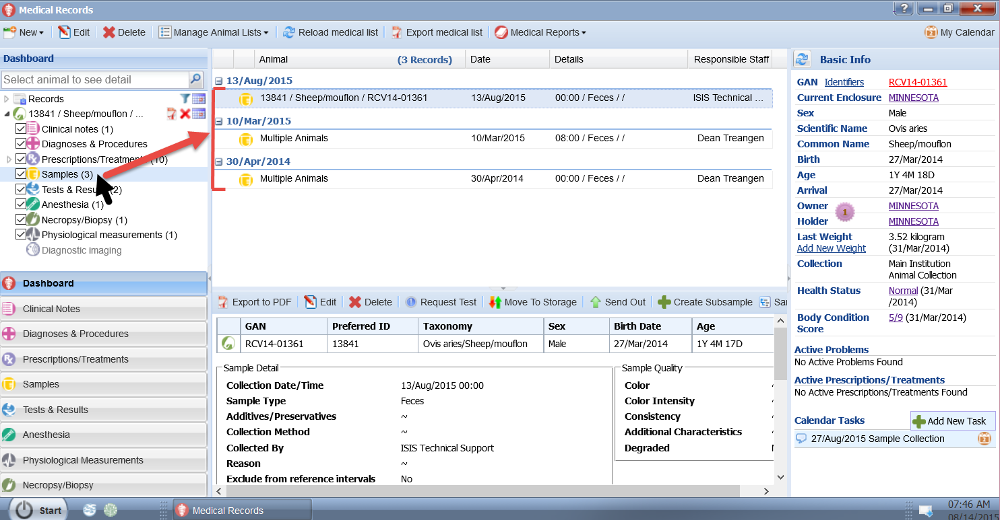 Medical Records
?
New
Edit
Delete
Manage Animal Lists
Reload medical list
Export medical list
Medical Reports
My Calendar
Dashboard
Select animal to see detail
Records
13841 / Sheep/mouflon / ...
Clinical notes (1)
Diagnoses & Procedures
Prescriptions/Treatment (10)
Samples (3)
Tests & Resu (2)
Anesthesia (1)
Necropsy/Biopsy (1)
Physiological measurements (1)
Diagnostic imaging
Dashboard
Clinical Notes
Diagnoses & Procedures
Prescriptions/Treatments
Samples
Tests & Results
Anesthesia
Physiological Measurements
Necropsy/Biopsy
Animal (3 Records) Date Details Responsible Staff
13/Aug/2015
13841 / Sheep/mouflon / RCV14-01361 13/Aug/2015 00:00 / Feces / / ISIS Technical ...
10/Mar/2015
Multiple Animals 10/Mar/2015 08:00 / Feces / / Dean Treangen
30/Apr/2014
Multiple Animals 30/Apr/2014 00:00 / Feces / / Dean Treangen
Export to PDF
Edit
Delete
Request Test
Move To Storage
Send Out
Create Subsample
Sar
GAN Preferred ID Taxonomy Sex Birth Date Age
RCV14-01361 13841 Ovis aries/Sheep/mouflon Male 27/Mar/2014 1Y 4M 17D
Sample Detail
Collection Date/Time 13/Aug/2015 00:00
Sample Type Feces
Additives/Preservatives ~
Collection Method ~
Collected By ISIS Technical Support
Reason ~
Exclude from reference intervals No
Sample Quality
Color
Color Intensity
Consistency
Additional Characteristics
Degraded
Basic Info
GAN Identifiers RCV14-01361
Current Enclosure MINNESOTA
Sex Male
Scientific Name Ovis aries
Common Name Sheep/mouflon
Birth 27/Mar/2014
Age 1Y 4M 18D
Arrival 27/Mar/2014
Owner MINNESOTA
1
Holder MINNESOTA
Last Weight 3.52 kilogram
Add New Weight (31/Mar/2014)
Collection Main Institution
Animal Collection
Health Status Normal (31/Mar
/2014)
Body Condition 5/9 (31/Mar/2014)
Score
Active Problems
No Active Problems Found
Active Prescriptions/Treatments
No Active Prescriptions/Treatments Found
Calendar Tasks Add New Task
27/Aug/2015 Sample Collection
Start
Medical Records
07:46 AM
08/14/2015